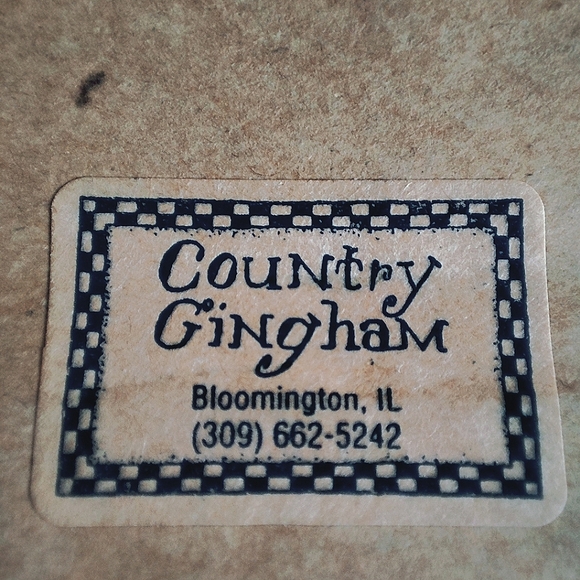 Country
Gingham
Bloomington, IL
(309) 662-5242